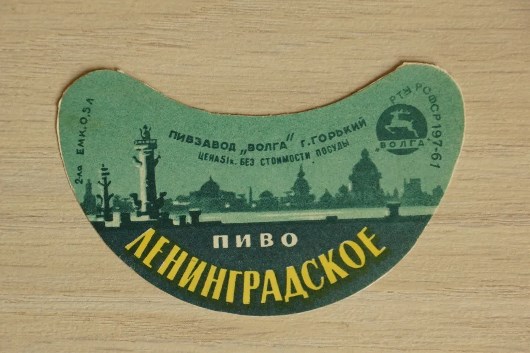 2-ла ЕМК. 0,5 Л
ПИВЗАВОД „ВОЛГА" Г. ГОРЬКИЙ
ЦЕНА 51к. БЕЗ СТОИМОСТИ ПОСУДЫ
РТУ РСФСР 197-61
„ВОЛГА"
ПИВО
ЛЕНИНГРАДСКОЕ